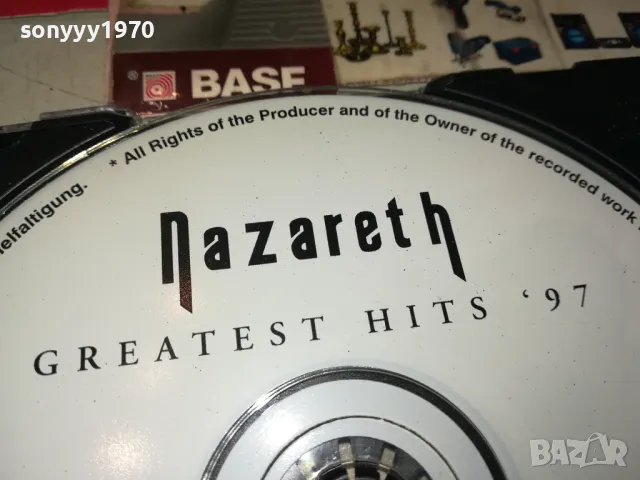 sonyyy1970
BASF
* All Rights of the Producer and of the Owner of the recorded work
elfaltigung.
Nazareth
GREATEST HITS '97
BAZAR